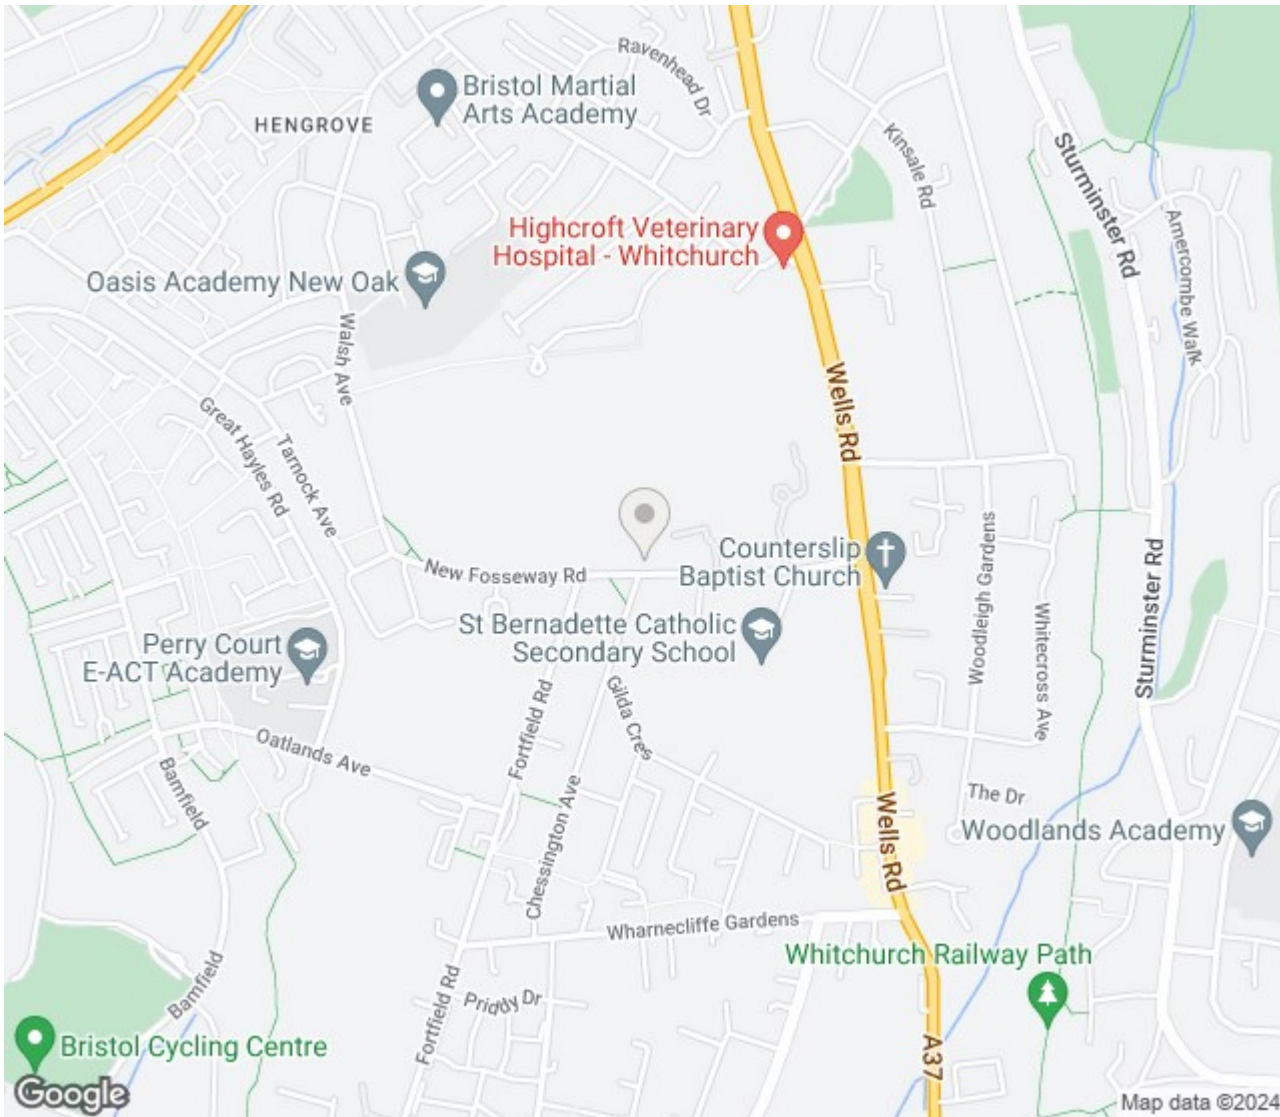 Ravenhead Dr
Bristol Martial
Arts Academy
HENGROVE
Kinsale Rd
Sturminster Rd
Amercombe Walk
Highcroft Veterinary
Hospital - Whitchurch
Oasis Academy New Oak
Walsh Ave
Wells Rd
Great Hayles Rd
Tarnock Ave
Woodleigh Gardens
Counterslip
Baptist Church
New Fosseway Rd
Sturminster Rd
Whitecross Ave
St Bernadette Catholic
Secondary School
Perry Court
E-ACT Academy
Gilda Cres
Fortfield Rd
Oatlands Ave
Bamfield
Chessington Ave
The Dr
Wells Rd
Woodlands Academy
Wharnecliffe Gardens
Whitchurch Railway Path
Bamfield
Fortfield Rd
Priddy Dr
Bristol Cycling Centre
A37
Google
Map data ©2024